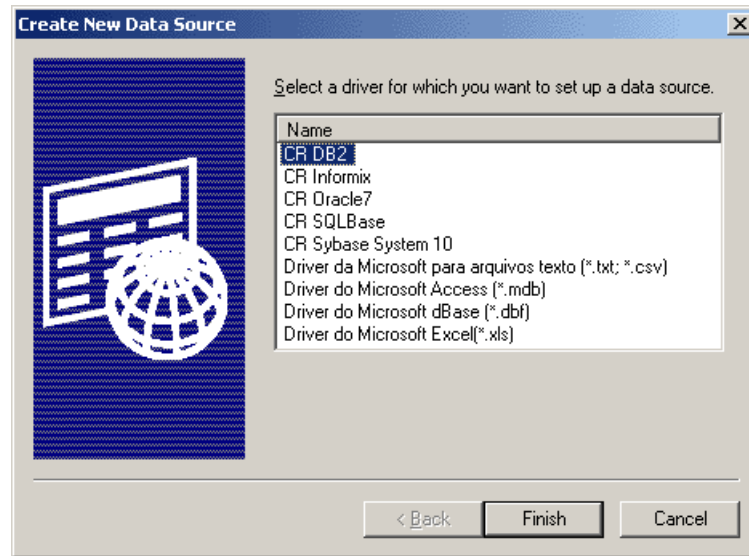 Create New Data Source
Select a driver for which you want to set up a data source.
Name
CR DB2
CR Informix
CR Oracle7
CR SQLBase
CR Sybase System 10
Driver da Microsoft para arquivos texto (*.txt; *.csv)
Driver do Microsoft Access (*.mdb)
Driver do Microsoft dBase (*.dbf)
Driver do Microsoft Excel(*.xls)
< Back Finish Cancel